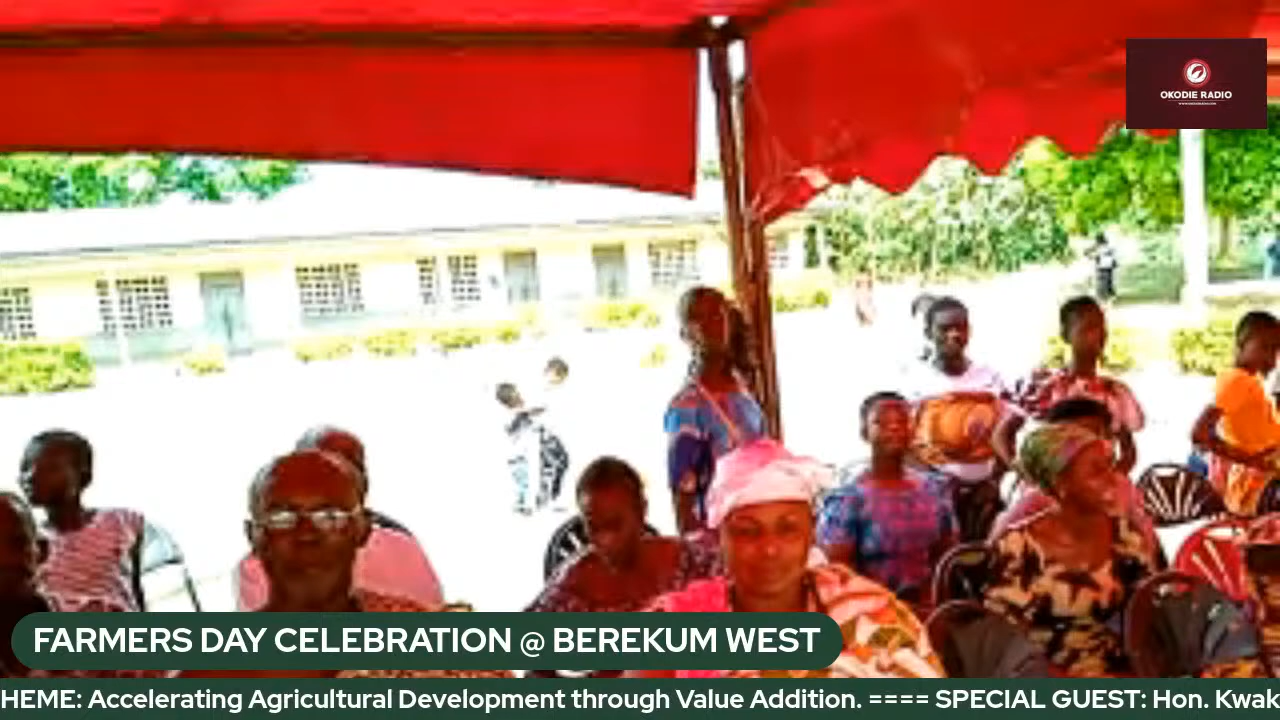 OKODIE RADIO
FARMERS DAY CELEBRATION @ BEREKUM WEST
HEME: Accelerating Agricultural Development through Value Addition. ==== SPECIAL GUEST: Hon. Kwak